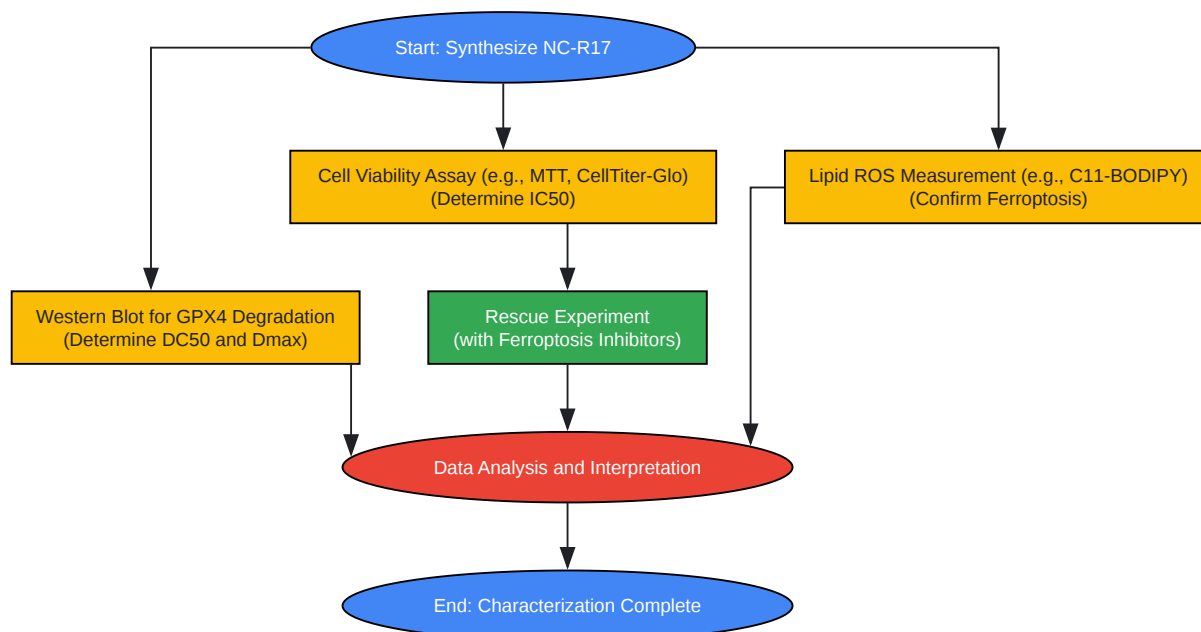 Start: Synthesize NC-R17
Cell Viability Assay (e.g., MTT, CellTiter-Glo)
(Determine IC50)
Lipid ROS Measurement (e.g., C11-BODIPY)
(Confirm Ferroptosis)
Western Blot for GPX4 Degradation
(Determine DC50 and Dmax)
Rescue Experiment
(with Ferroptosis Inhibitors)
Data Analysis and Interpretation
End: Characterization Complete